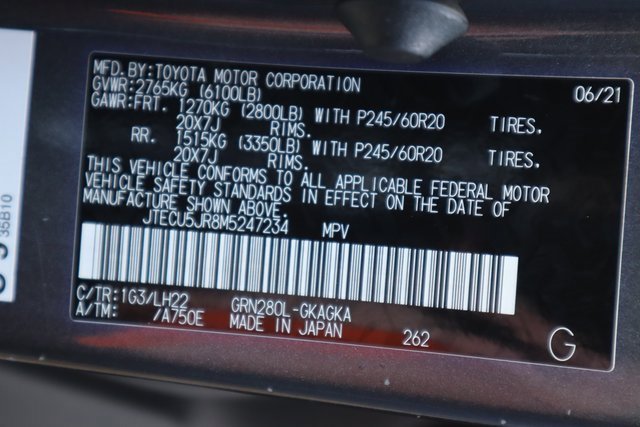 MFD. BY: TOYOTA MOTOR CORPORATION 06/21
GVWR: 2765KG (6100LB)
GAWR: FRT. 1270KG (2800LB) WITH P245/60R20 TIRES.
20X7J RIMS.
RR. 1515KG (3350LB) WITH P245/60R20 TIRES.
20X7J RIMS.
THIS VEHICLE CONFORMS TO ALL APPLICABLE FEDERAL MOTOR
VEHICLE SAFETY STANDARDS IN EFFECT ON THE DATE OF
MANUFACTURE SHOWN ABOVE.
JTECU5JR8M5247234 MPV
C/TR: 1G3/LH22 GRN280L-GKAGKA
A/TM: /A750E MADE IN JAPAN 262
G
35B10